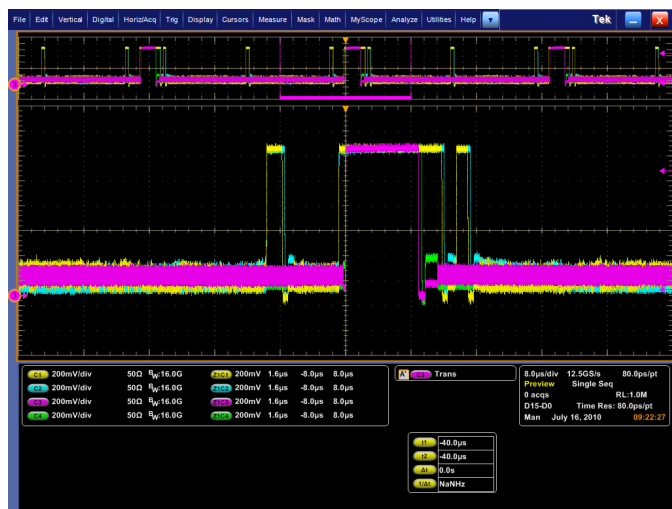 File Edit Vertical Digital Horiz/Acq Trig Display Cursors Measure Mask Math MyScope Analyze Utilities Help Tek X
C1 200mV/div 50Ω BW:16.0G Z1C1 200mV 1.6µs -8.0µs 8.0µs
C2 200mV/div 50Ω BW:16.0G Z1C2 200mV 1.6µs -8.0µs 8.0µs
C3 200mV/div 50Ω BW:16.0G Z1C3 200mV 1.6µs -8.0µs 8.0µs
C4 200mV/div 50Ω BW:16.0G Z1C4 200mV 1.6µs -8.0µs 8.0µs
A' C3 Trans
8.0µs/div 12.5GS/s 80.0ps/pt
Preview Single Seq
0 acqs RL:1.0M
D15-D0 Time Res: 80.0ps/pt
Man July 16, 2010 09:22:27
t1 -40.0µs
t2 -40.0µs
Δt 0.0s
1/Δt NaNHz